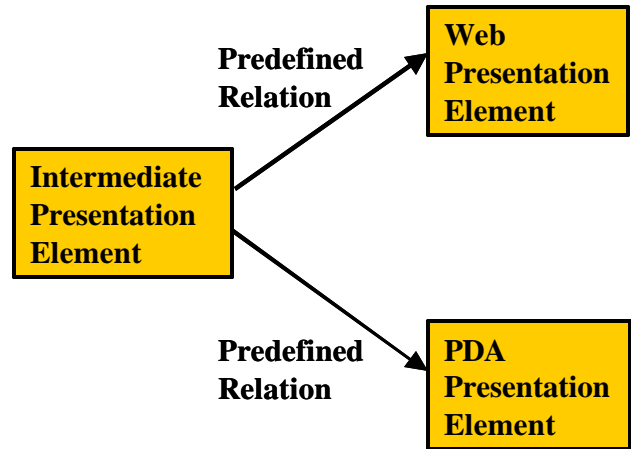 Web
Presentation
Element
Predefined
Relation
Intermediate
Presentation
Element
Predefined
Relation
PDA
Presentation
Element